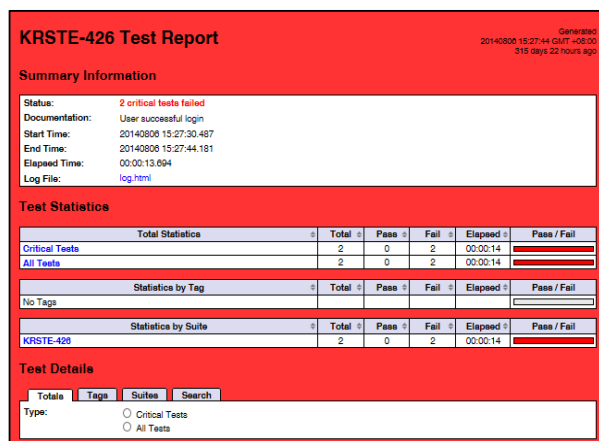 KRSTE-426 Test Report
Generated
20140806 15:27:44 GMT +08:00
315 days 22 hours ago
Summary Information
Status: 2 critical tests failed
Documentation: User successful login
Start Time: 20140806 15:27:30.487
End Time: 20140806 15:27:44.181
Elapsed Time: 00:00:13.694
Log File: log.html
Test Statistics
Total Statistics Total Pass Fail Elapsed Pass / Fail
Critical Tests 2 0 2 00:00:14
All Tests 2 0 2 00:00:14
Statistics by Tag Total Pass Fail Elapsed Pass / Fail
No Tags
Statistics by Suite Total Pass Fail Elapsed Pass / Fail
KRSTE-426 2 0 2 00:00:14
Test Details
Totals Tags Suites Search
Type: Critical Tests
All Tests